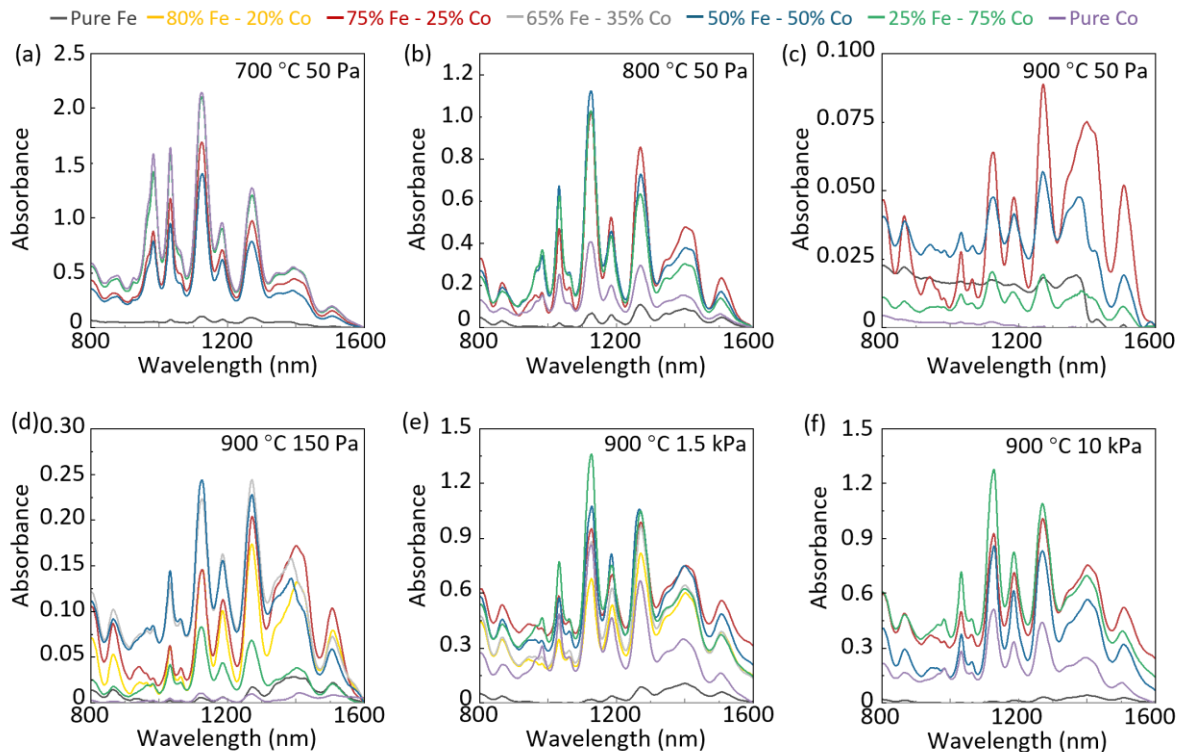 Pure Fe 80% Fe - 20% Co 75% Fe - 25% Co 65% Fe - 35% Co 50% Fe - 50% Co 25% Fe - 75% Co Pure Co
(a) 700 °C 50 Pa
2.5
2.0
1.5
1.0
0.5
0
Absorbance
800 1200 1600
Wavelength (nm)
(b) 800 °C 50 Pa
1.2
1.0
0.8
0.6
0.4
0.2
0
Absorbance
800 1200 1600
Wavelength (nm)
(c) 900 °C 50 Pa
0.100
0.075
0.050
0.025
0
Absorbance
800 1200 1600
Wavelength (nm)
(d) 900 °C 150 Pa
0.30
0.25
0.20
0.15
0.10
0.05
0
Absorbance
800 1200 1600
Wavelength (nm)
(e) 900 °C 1.5 kPa
1.5
1.2
0.9
0.6
0.3
0
Absorbance
800 1200 1600
Wavelength (nm)
(f) 900 °C 10 kPa
1.5
1.2
0.9
0.6
0.3
0
Absorbance
800 1200 1600
Wavelength (nm)